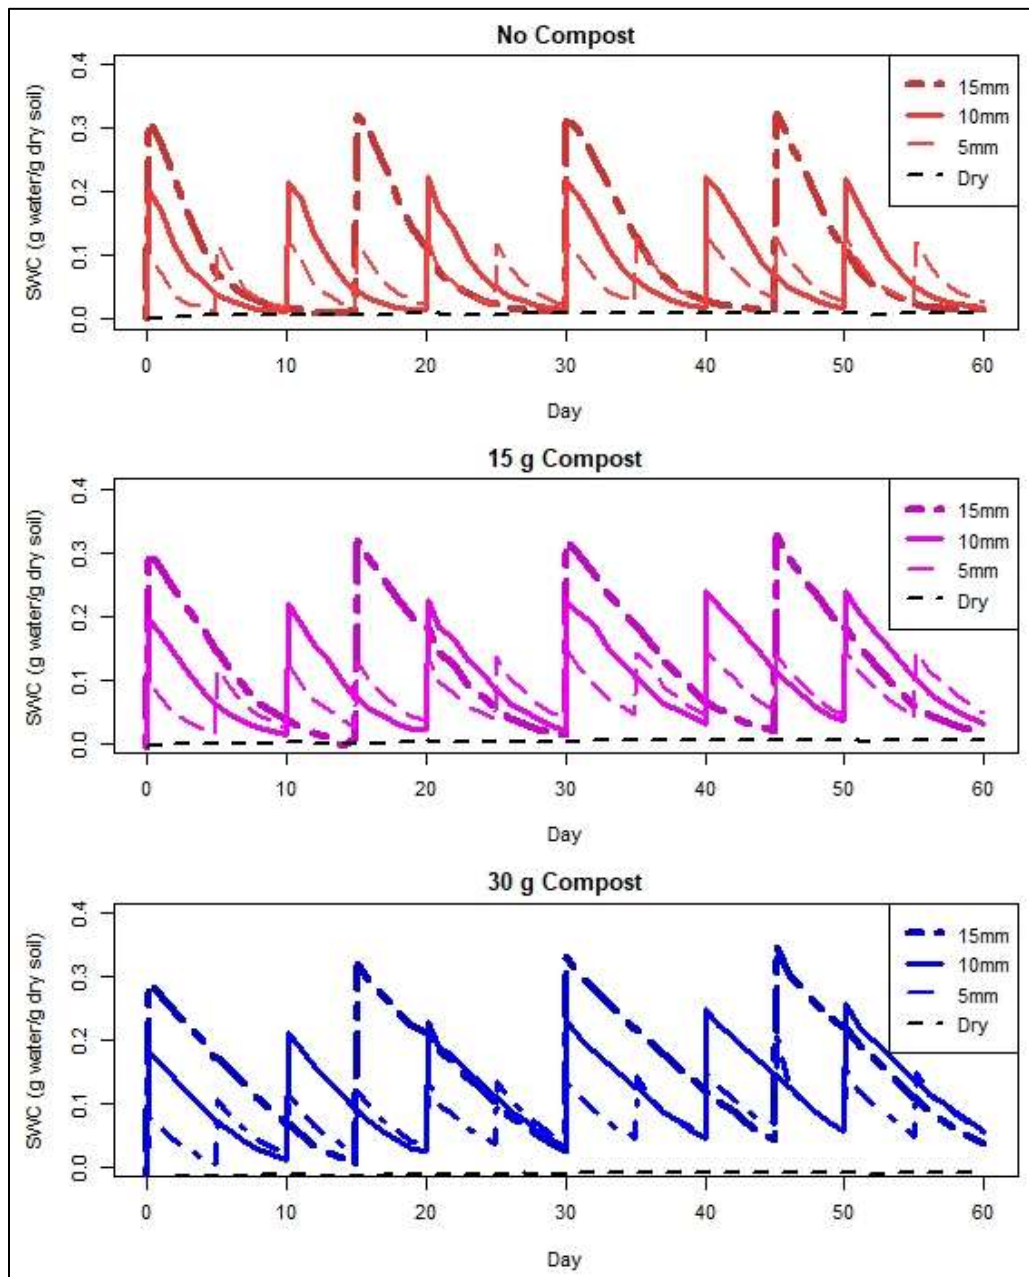 No Compost
SWC (g water/g dry soil)
0.4
0.3
0.2
0.1
0.0
15mm
10mm
5mm
Dry
0 10 20 30 40 50 60
Day
15 g Compost
SWC (g water/g dry soil)
0.4
0.3
0.2
0.1
0.0
15mm
10mm
5mm
Dry
0 10 20 30 40 50 60
Day
30 g Compost
SWC (g water/g dry soil)
0.4
0.3
0.2
0.1
0.0
15mm
10mm
5mm
Dry
0 10 20 30 40 50 60
Day